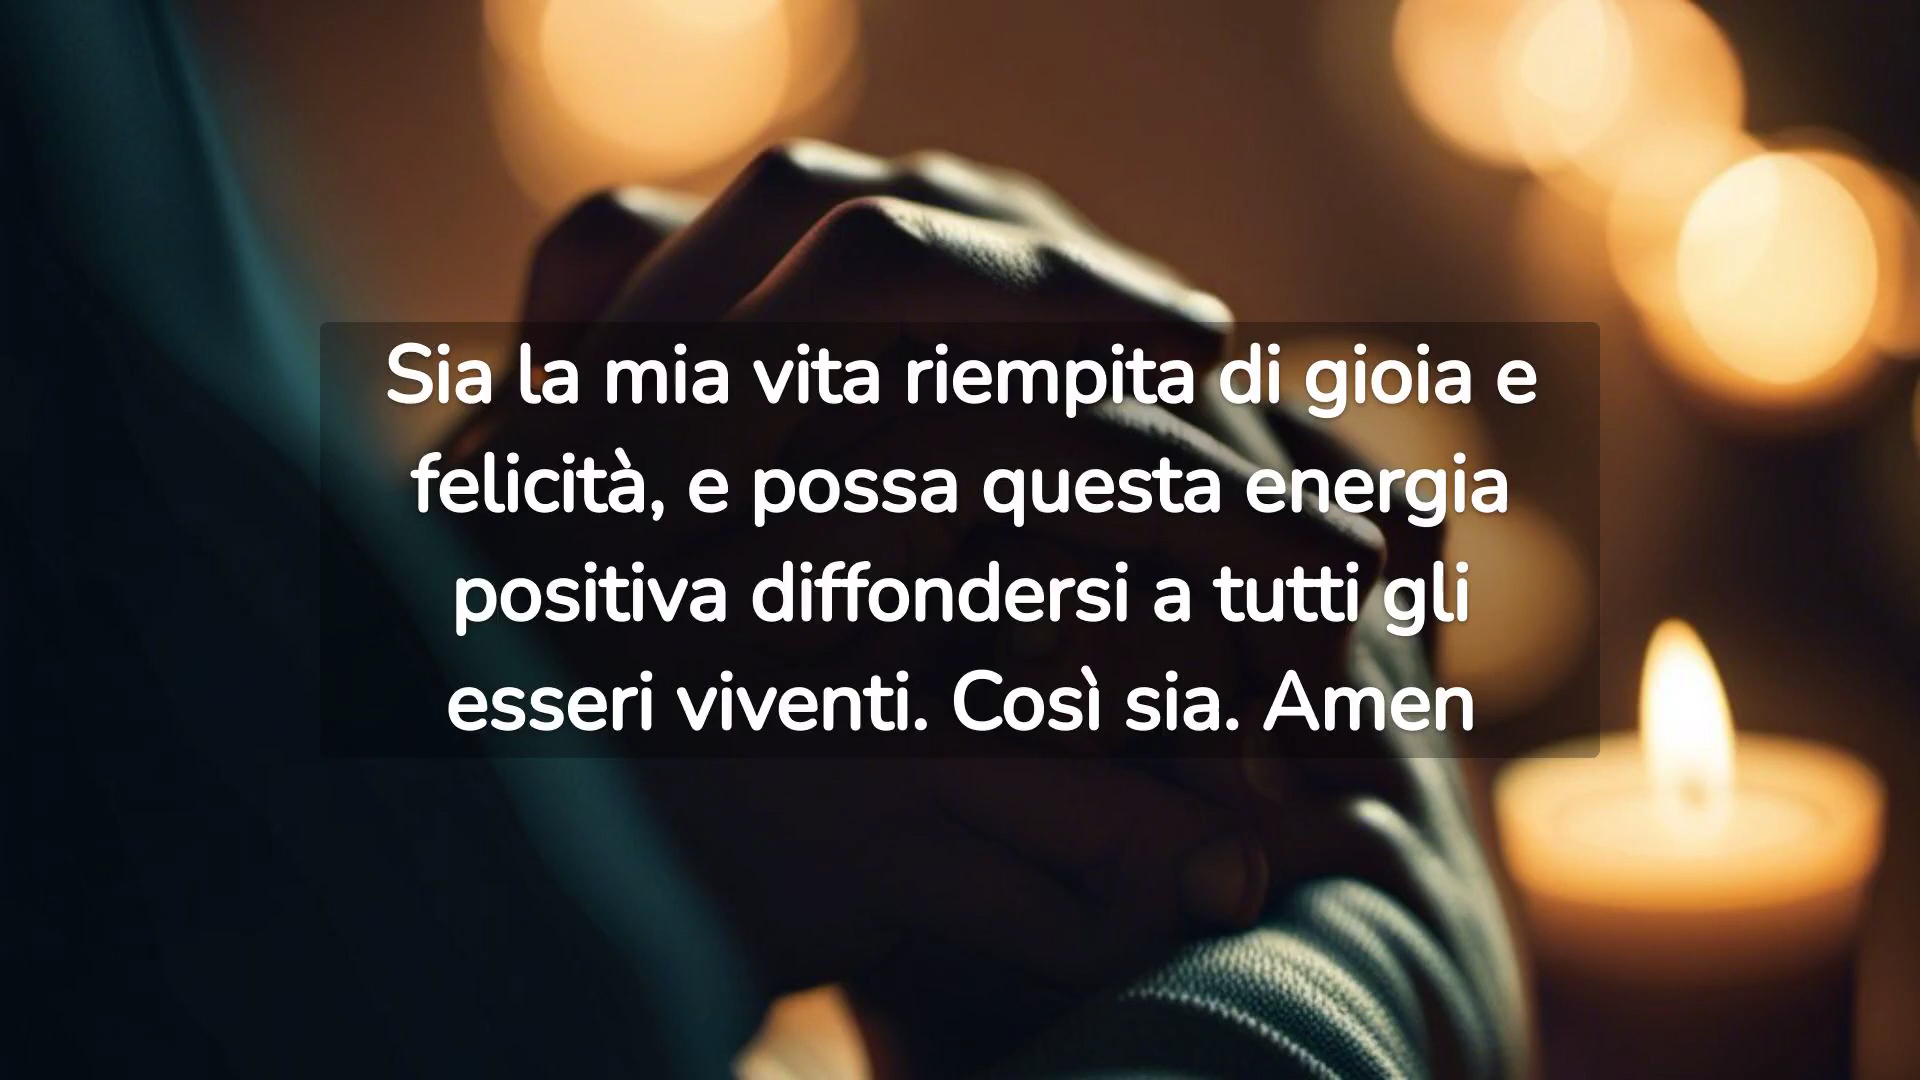 Sia la mia vita riempita di gioia e
felicità, e possa questa energia
positiva diffondersi a tutti gli
esseri viventi. Così sia. Amen